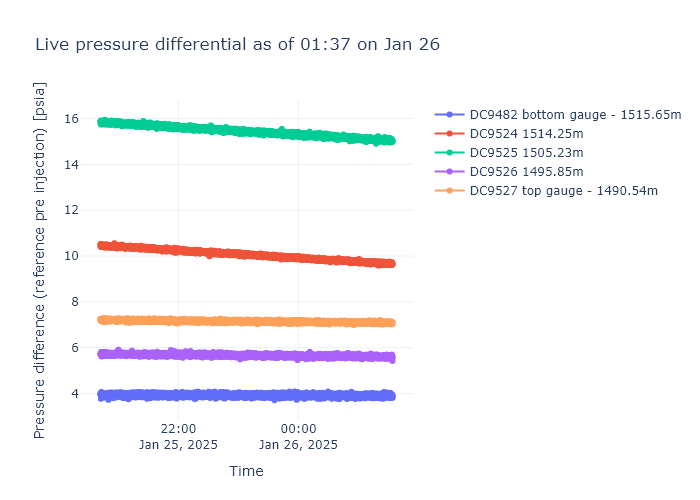 Live pressure differential as of 01:37 on Jan 26
Pressure difference (reference pre injection) [psia]
16
14
12
10
8
6
4
22:00
Jan 25, 2025
00:00
Jan 26, 2025
Time
DC9482 bottom gauge - 1515.65m
DC9524 1514.25m
DC9525 1505.23m
DC9526 1495.85m
DC9527 top gauge - 1490.54m